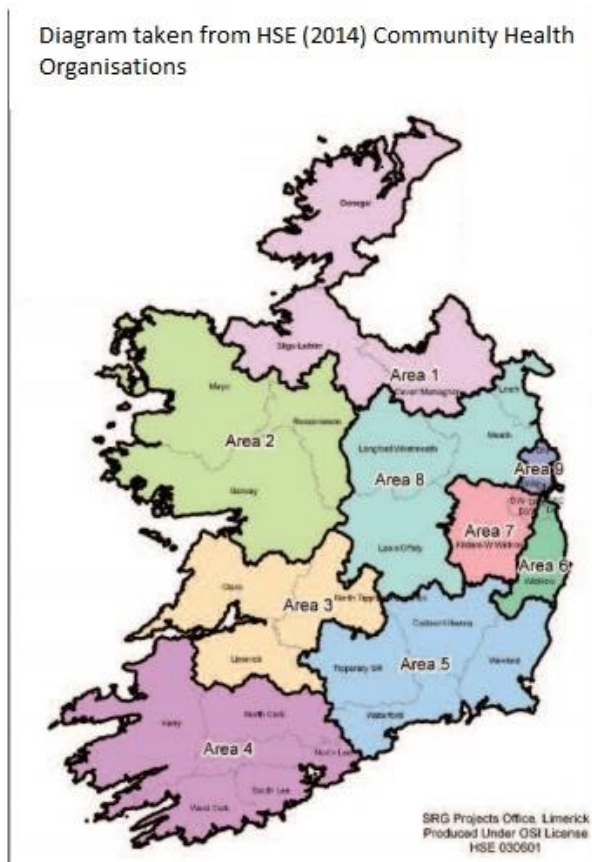 Diagram taken from HSE (2014) Community Health
Organisations
Donegal
Sligo Leitrim
Area 1
Cavan Monaghan
Louth
Mayo
Roscommon
Area 2
Longford Westmeath
Meath
Area 8
Area 9
Galway
Area 7
Kildare W Wicklow
Laois Offaly
Area 6
Wicklow
Clare
Area 3
North Tipp
Carlow Kilkenny
Limerick
Tipperary SR
Area 5
Wexford
Waterford
Kerry
North Cork
Area 4
North Lee
South Lee
West Cork
SRG Projects Office, Limerick
Produced Under OSI License
HSE 030601